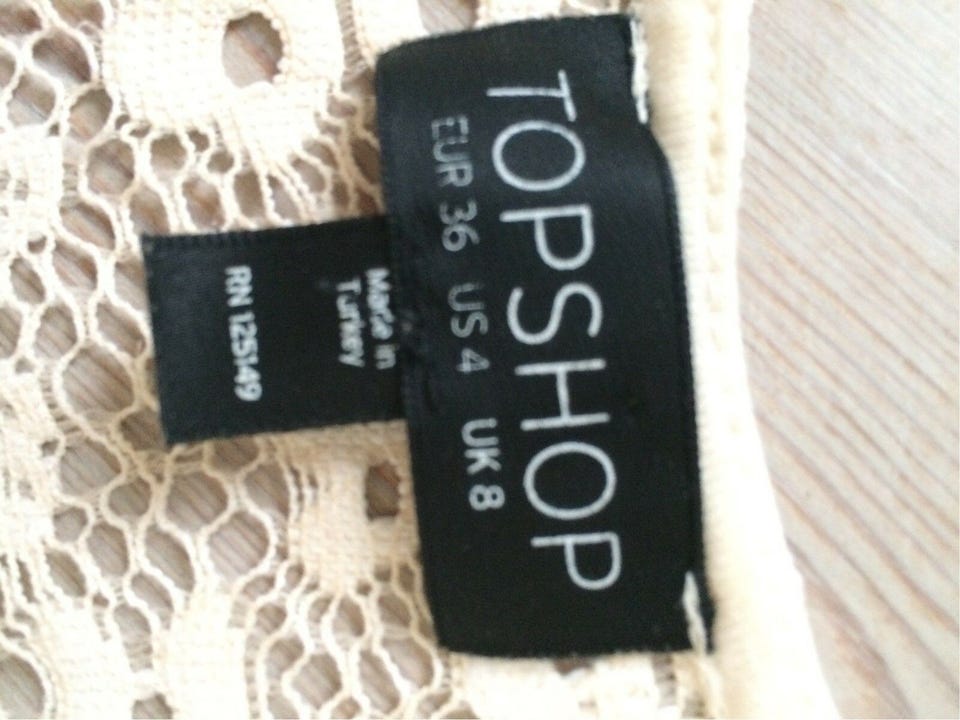 TOPSHOP
EUR 36 US 4 UK 8
Made in
Turkey
RN 125149